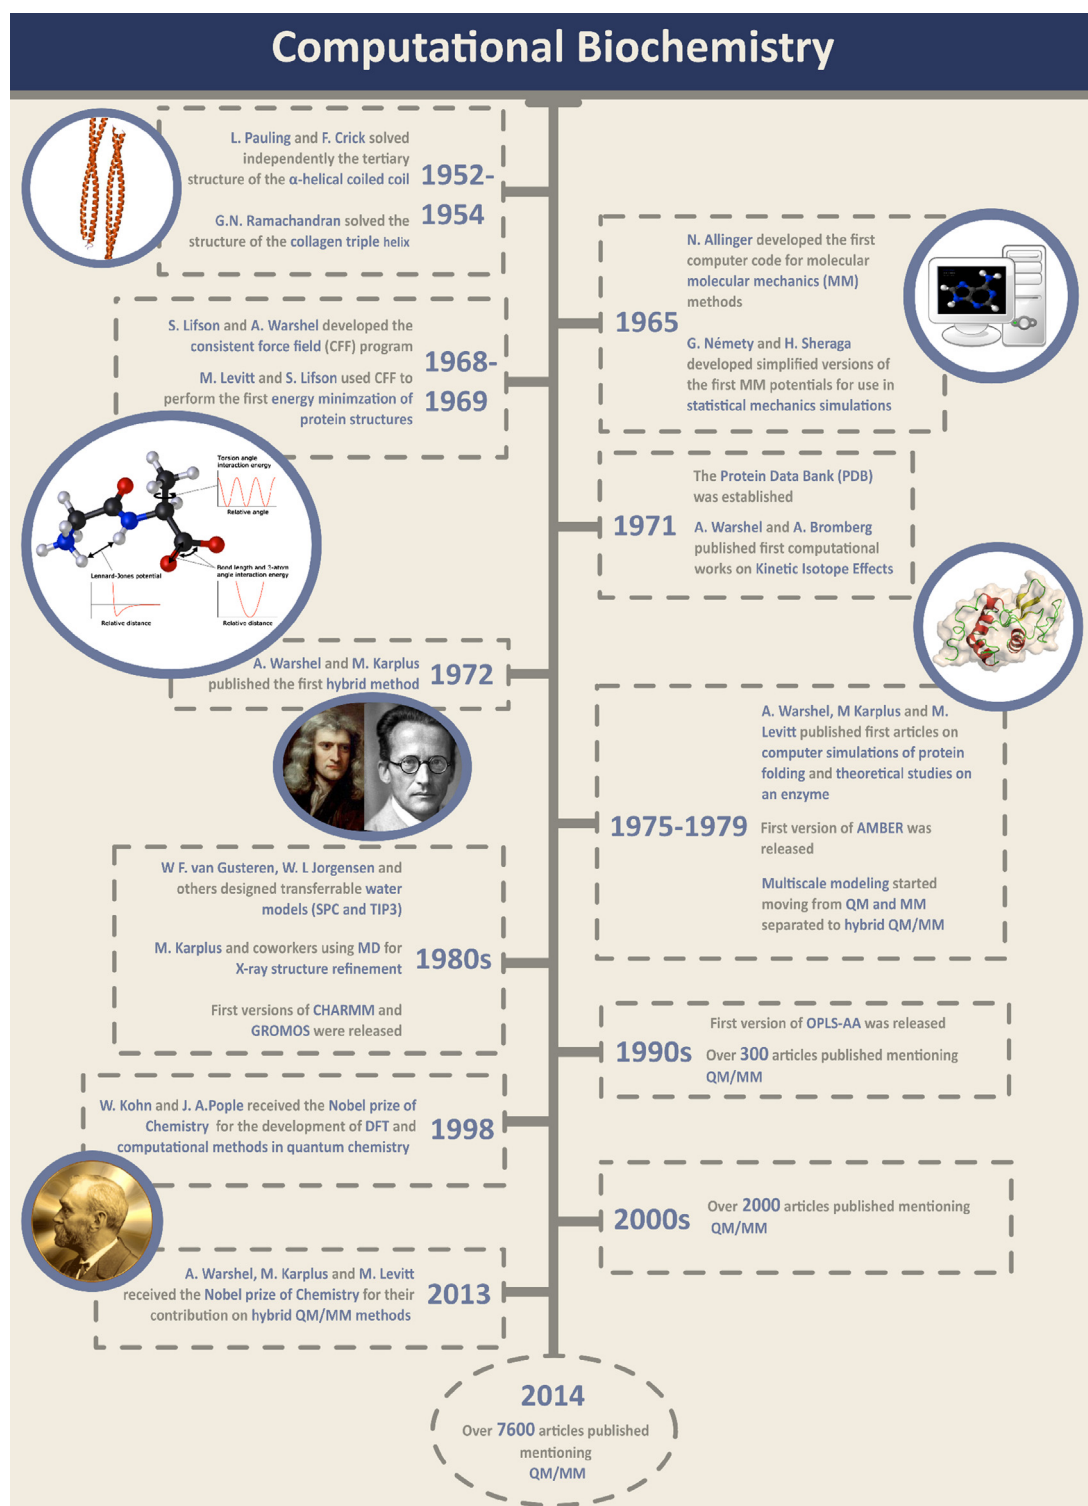 Computational Biochemistry
L. Pauling and F. Crick solved
independently the tertiary
structure of the α-helical coiled coil
G.N. Ramachandran solved the
structure of the collagen triple helix
1952-
1954
N. Allinger developed the first
computer code for molecular
molecular mechanics (MM)
methods
1965
G. Némety and H. Sheraga
developed simplified versions of
the first MM potentials for use in
statistical mechanics simulations
S. Lifson and A. Warshel developed the
consistent force field (CFF) program
M. Levitt and S. Lifson used CFF to
perform the first energy minimzation of
protein structures
1968-
1969
Torsion angle
interaction energy
Relative angle
Lennard-Jones potential
Relative distance
Bond length and 3-atom
angle interaction energy
Relative distance
The Protein Data Bank (PDB)
was established
1971
A. Warshel and A. Bromberg
published first computational
works on Kinetic Isotope Effects
A. Warshel and M. Karplus
published the first hybrid method
1972
A. Warshel, M Karplus and M.
Levitt published first articles on
computer simulations of protein
folding and theoretical studies on
an enzyme
1975-1979
First version of AMBER was
released
Multiscale modeling started
moving from QM and MM
separated to hybrid QM/MM
W F. van Gusteren, W. L Jorgensen and
others designed transferrable water
models (SPC and TIP3)
M. Karplus and coworkers using MD for
X-ray structure refinement
1980s
First versions of CHARMM and
GROMOS were released
First version of OPLS-AA was released
1990s
Over 300 articles published mentioning
QM/MM
W. Kohn and J. A.Pople received the Nobel prize of
Chemistry for the development of DFT and
computational methods in quantum chemistry
1998
2000s
Over 2000 articles published mentioning
QM/MM
A. Warshel, M. Karplus and M. Levitt
received the Nobel prize of Chemistry for their
contribution on hybrid QM/MM methods
2013
2014
Over 7600 articles published
mentioning
QM/MM